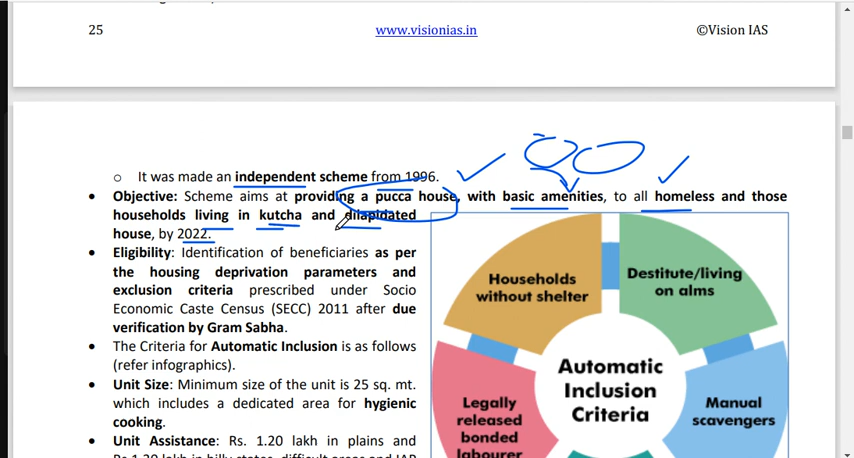 25
www.visionias.in
©Vision IAS
o It was made an independent scheme from 1996.
• Objective: Scheme aims at providing a pucca house, with basic amenities, to all homeless and those
households living in kutcha and dilapidated
house, by 2022.
• Eligibility: Identification of beneficiaries as per
the housing deprivation parameters and
exclusion criteria prescribed under Socio
Economic Caste Census (SECC) 2011 after due
verification by Gram Sabha.
• The Criteria for Automatic Inclusion is as follows
(refer infographics).
• Unit Size: Minimum size of the unit is 25 sq. mt.
which includes a dedicated area for hygienic
cooking.
• Unit Assistance: Rs. 1.20 lakh in plains and
Households
without shelter
Destitute/living
on alms
Automatic
Inclusion
Criteria
Legally
released
bonded
labourer
Manual
scavengers